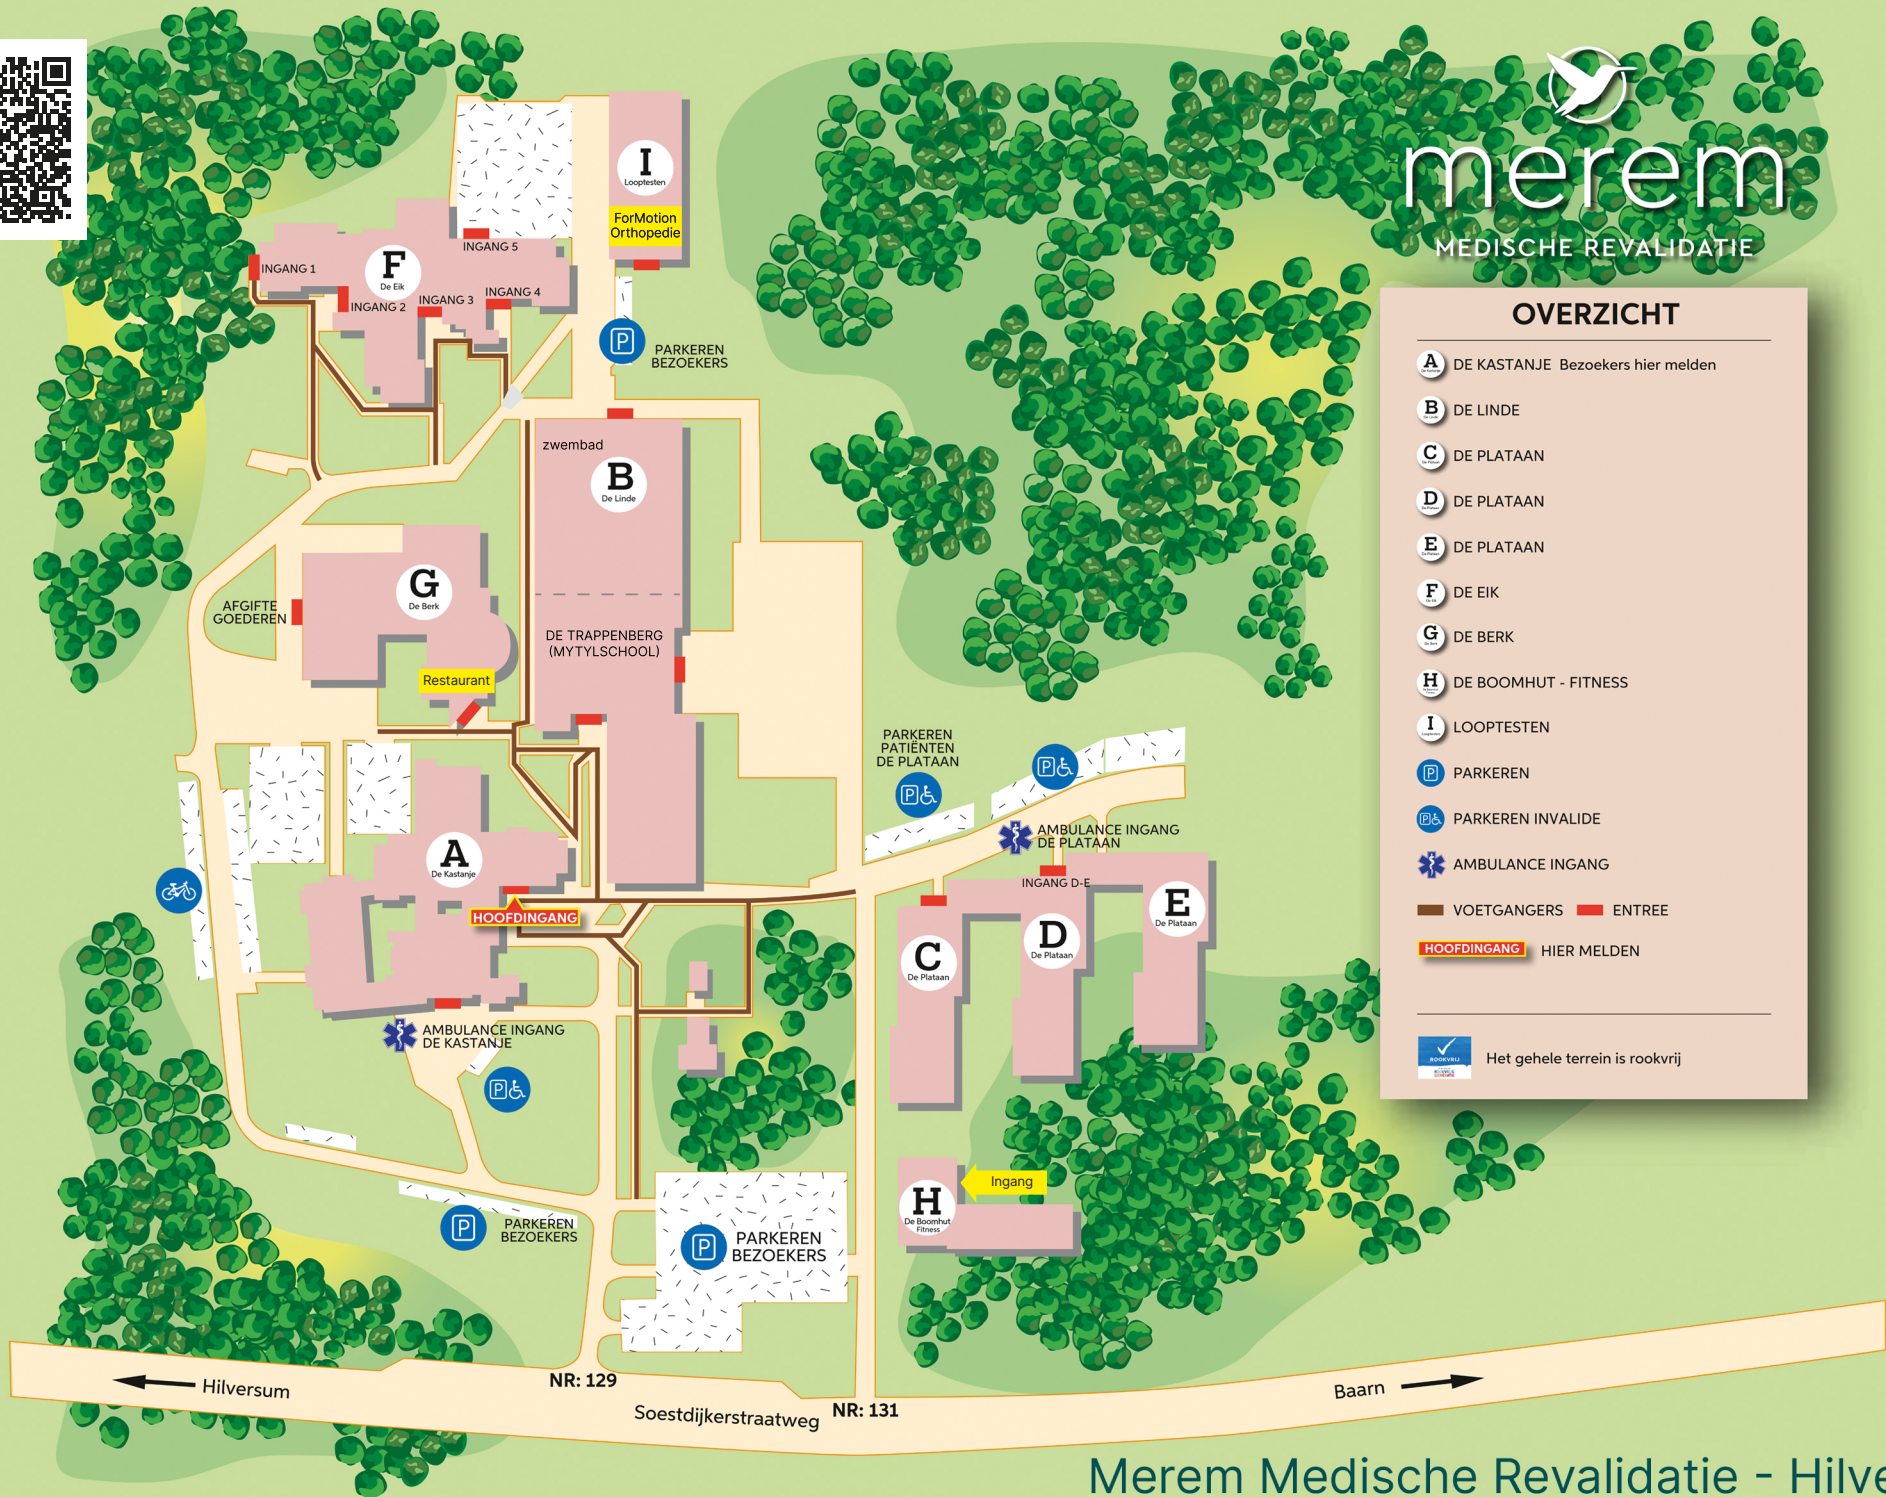 merem
MEDISCHE REVALIDATIE
OVERZICHT
A DE KASTANJE Bezoekers hier melden
B DE LINDE
C DE PLATAAN
D DE PLATAAN
E DE PLATAAN
F DE EIK
G DE BERK
H DE BOOMHUT - FITNESS
I LOOPTESTEN
P PARKEREN
P PARKEREN INVALIDE
AMBULANCE INGANG
VOETGANGERS
ENTREE
HOOFDINGANG HIER MELDEN
ROOKVRIJ
Het gehele terrein is rookvrij
I
Looptesten
ForMotion
Orthopedie
INGANG 5
INGANG 1
F
De Eik
INGANG 2
INGANG 3
INGANG 4
P
PARKEREN
BEZOEKERS
zwembad
B
De Linde
G
De Berk
AFGIFTE
GOEDEREN
DE TRAPPENBERG
(MYTYLSCHOOL)
Restaurant
PARKEREN
PATIËNTEN
DE PLATAAN
P
P
AMBULANCE INGANG
DE PLATAAN
A
De Kastanje
HOOFDINGANG
INGANG D-E
C
De Plataan
D
De Plataan
E
De Plataan
AMBULANCE INGANG
DE KASTANJE
P
Ingang
H
De Boomhut
Fitness
P
PARKEREN
BEZOEKERS
P
PARKEREN
BEZOEKERS
Hilversum
NR: 129
Soestdijkerstraatweg
NR: 131
Baarn
Merem Medische Revalidatie - Hilve